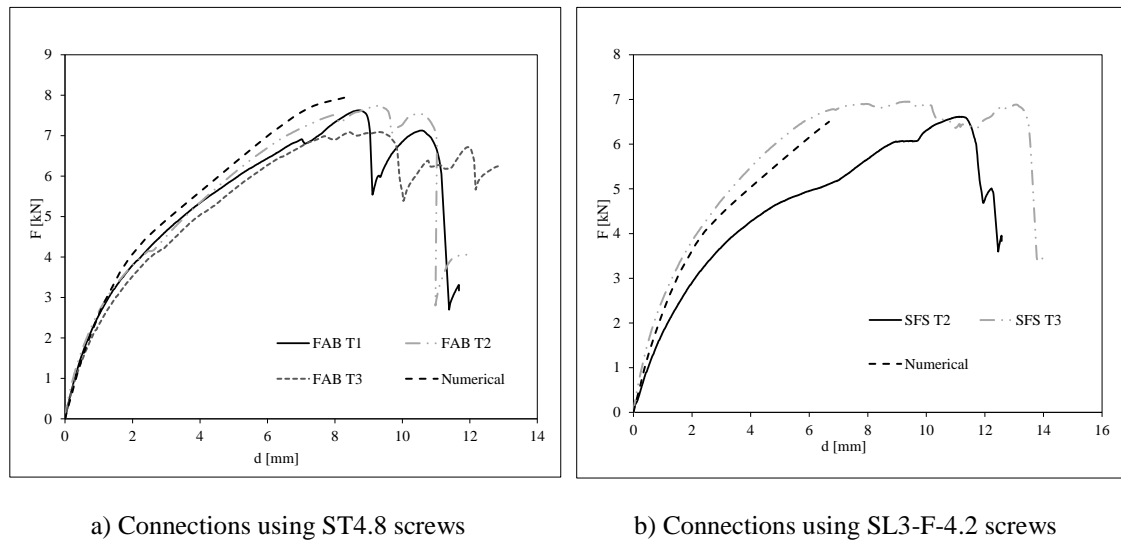 9
8
7
6
5
4
3
2
1
0
F [kN]
0 2 4 6 8 10 12 14
d [mm]
FAB T1 FAB T2
FAB T3 Numerical
8
7
6
5
4
3
2
1
0
F [kN]
0 2 4 6 8 10 12 14 16
d [mm]
SFS T2 SFS T3
Numerical
a) Connections using ST4.8 screws
b) Connections using SL3-F-4.2 screws